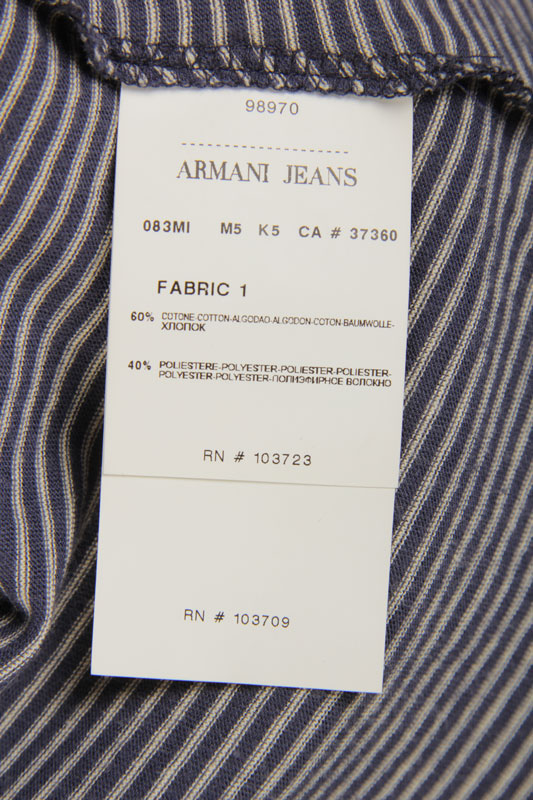 98970
ARMANI JEANS
083MI M5 K5 CA # 37360
FABRIC 1
60% COTONE-COTTON-ALGODAO-ALGODON-COTON-BAUMWOLLE-
ХЛОПОК
40% POLIESTERE-POLYESTER-POLIESTER-POLIESTER-
POLYESTER-POLYESTER-ПОЛИЭФИРНОЕ ВОЛОКНО
RN # 103723
RN # 103709